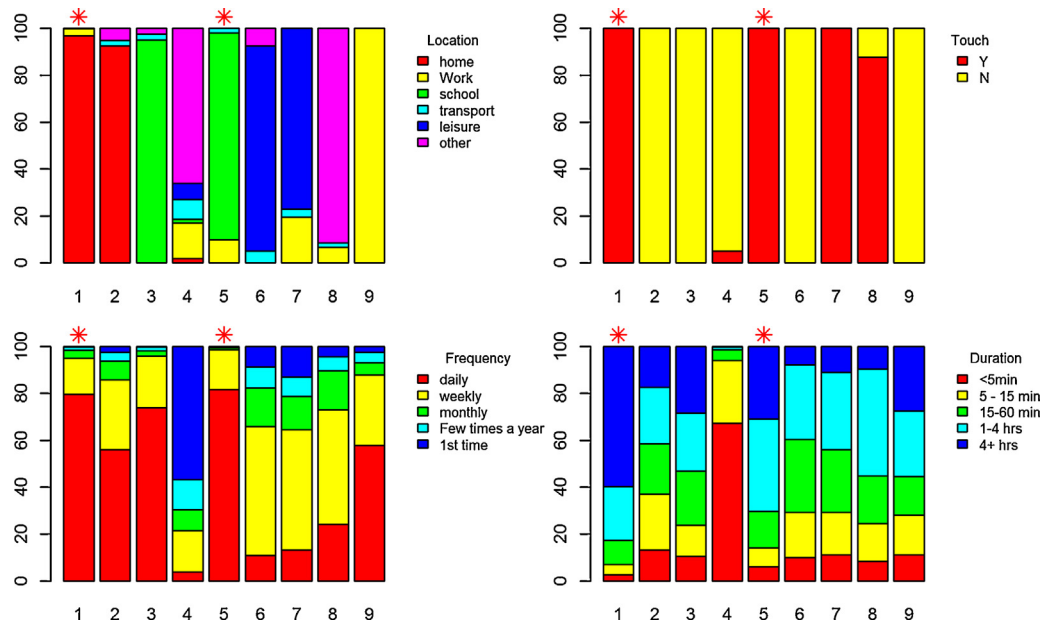 100
80
60
40
20
0
1 2 3 4 5 6 7 8 9
Location
home
Work
school
transport
leisure
other
100
80
60
40
20
0
1 2 3 4 5 6 7 8 9
Touch
Y
N
100
80
60
40
20
0
1 2 3 4 5 6 7 8 9
Frequency
daily
weekly
monthly
Few times a year
1st time
100
80
60
40
20
0
1 2 3 4 5 6 7 8 9
Duration
<5min
5 - 15 min
15-60 min
1-4 hrs
4+ hrs